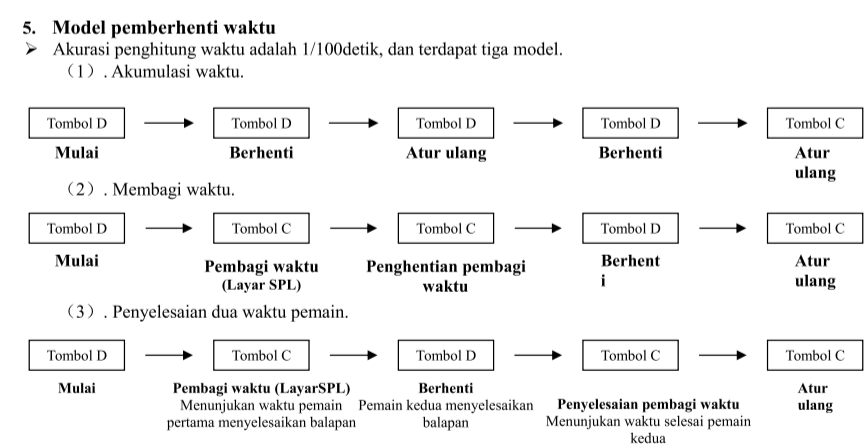 5. Model pemberhenti waktu
➢ Akurasi penghitung waktu adalah 1/100detik, dan terdapat tiga model.
（1）. Akumulasi waktu.
Tombol D Tombol D Tombol D Tombol D Tombol C
Mulai Berhenti Atur ulang Berhenti Atur
ulang
（2）. Membagi waktu.
Tombol D Tombol C Tombol C Tombol D Tombol C
Mulai Pembagi waktu Penghentian pembagi Berhent Atur
(Layar SPL) waktu i ulang
（3）. Penyelesaian dua waktu pemain.
Tombol D Tombol C Tombol D Tombol C Tombol C
Mulai Pembagi waktu (LayarSPL) Berhenti Atur
Menunjukan waktu pemain Pemain kedua menyelesaikan Penyelesaian pembagi waktu ulang
pertama menyelesaikan balapan balapan Menunjukan waktu selesai pemain
kedua